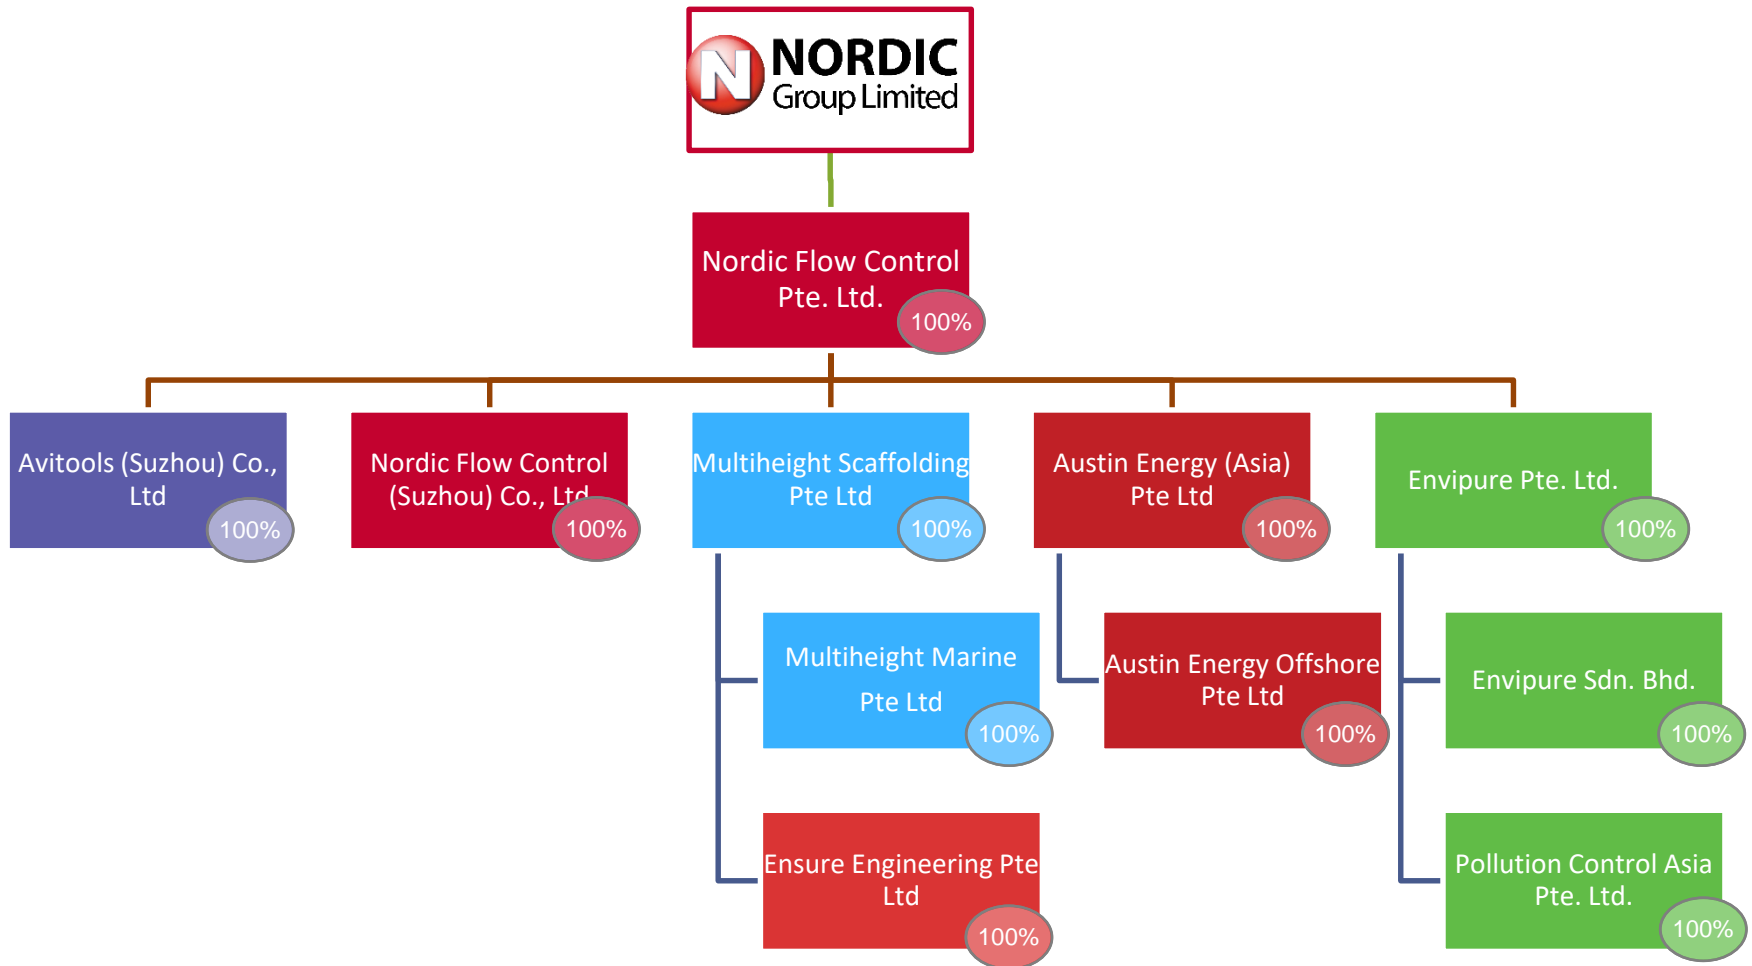 N NORDIC
Group Limited
Nordic Flow Control
Pte. Ltd.
100%
Avitools (Suzhou) Co.,
Ltd
100%
Nordic Flow Control
(Suzhou) Co., Ltd
100%
Multiheight Scaffolding
Pte Ltd
100%
Austin Energy (Asia)
Pte Ltd
100%
Envipure Pte. Ltd.
100%
Multiheight Marine
Pte Ltd
100%
Austin Energy Offshore
Pte Ltd
100%
Envipure Sdn. Bhd.
100%
Ensure Engineering Pte
Ltd
100%
Pollution Control Asia
Pte. Ltd.
100%